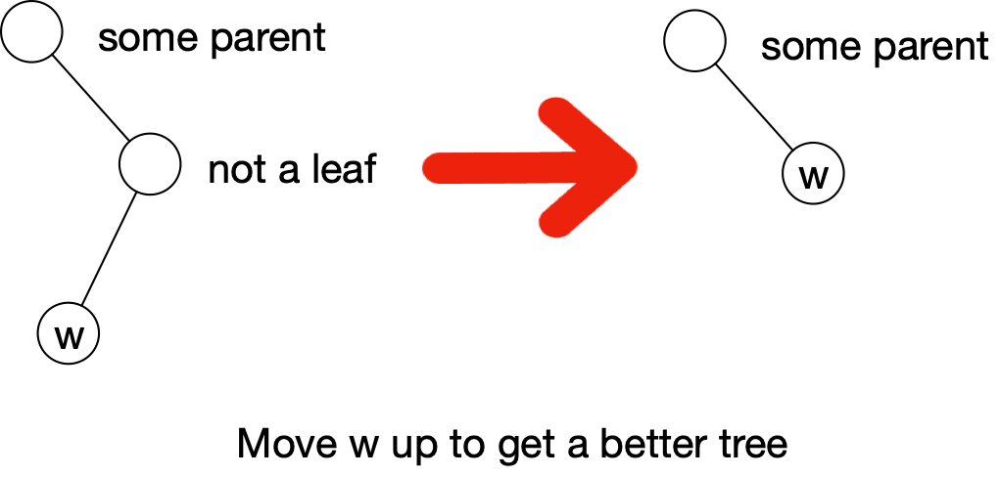 some parent
some parent
not a leaf
w
w
Move w up to get a better tree